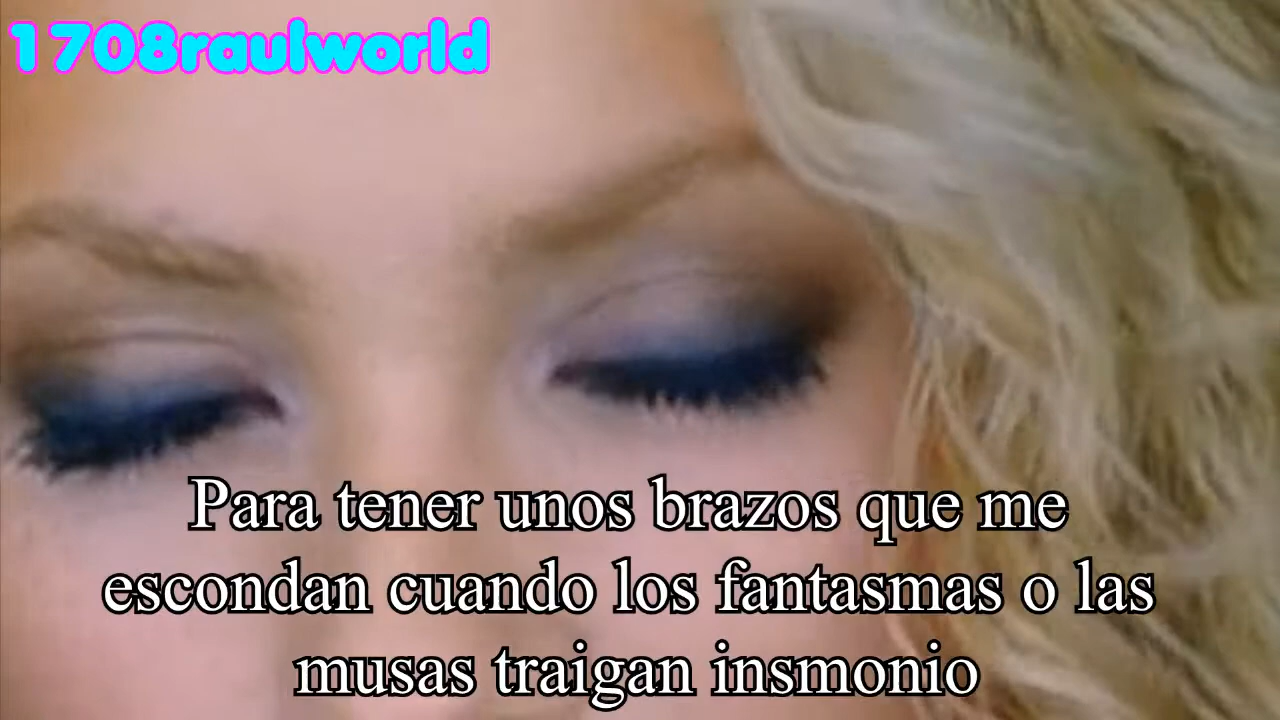 1708raulworld
Para tener unos brazos que me
escondan cuando los fantasmas o las
musas traigan insmonio